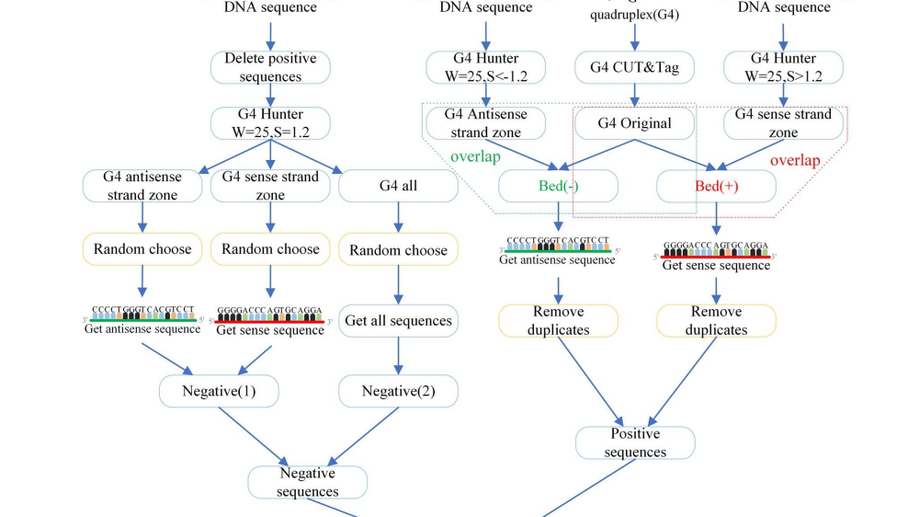 DNA sequence
DNA sequence
quadruplex(G4)
DNA sequence
Delete positive
sequences
G4 Hunter
W=25,S<-1.2
G4 CUT&Tag
G4 Hunter
W=25,S>1.2
G4 Hunter
W=25,S=1.2
G4 Antisense
strand zone
G4 Original
G4 sense strand
zone
overlap
overlap
G4 antisense
strand zone
G4 sense strand
zone
G4 all
Bed(-)
Bed(+)
Random choose
Random choose
Random choose
CCCCTGGGTCACGTCCT
5'
Get antisense sequence
GGGGACCCAGTGCAGGA
5'
3'
Get sense sequence
CCCCTGGGTCACGTCCT
3'
5'
Get antisense sequence
GGGGACCCAGTGCAGGA
3'
Get sense sequence
Get all sequences
Remove
duplicates
Remove
duplicates
Negative(1)
Negative(2)
Positive
sequences
Negative
sequences